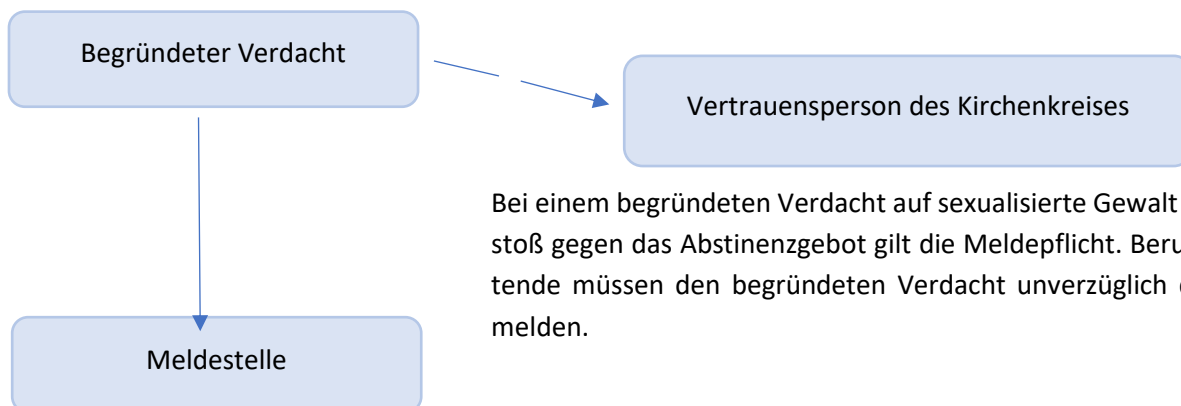 Begründeter Verdacht
Vertrauensperson des Kirchenkreises
Bei einem begründeten Verdacht auf sexualisierte Gewalt
stoß gegen das Abstinenzgebot gilt die Meldepflicht. Beru
tende müssen den begründeten Verdacht unverzüglich
melden.
Meldestelle